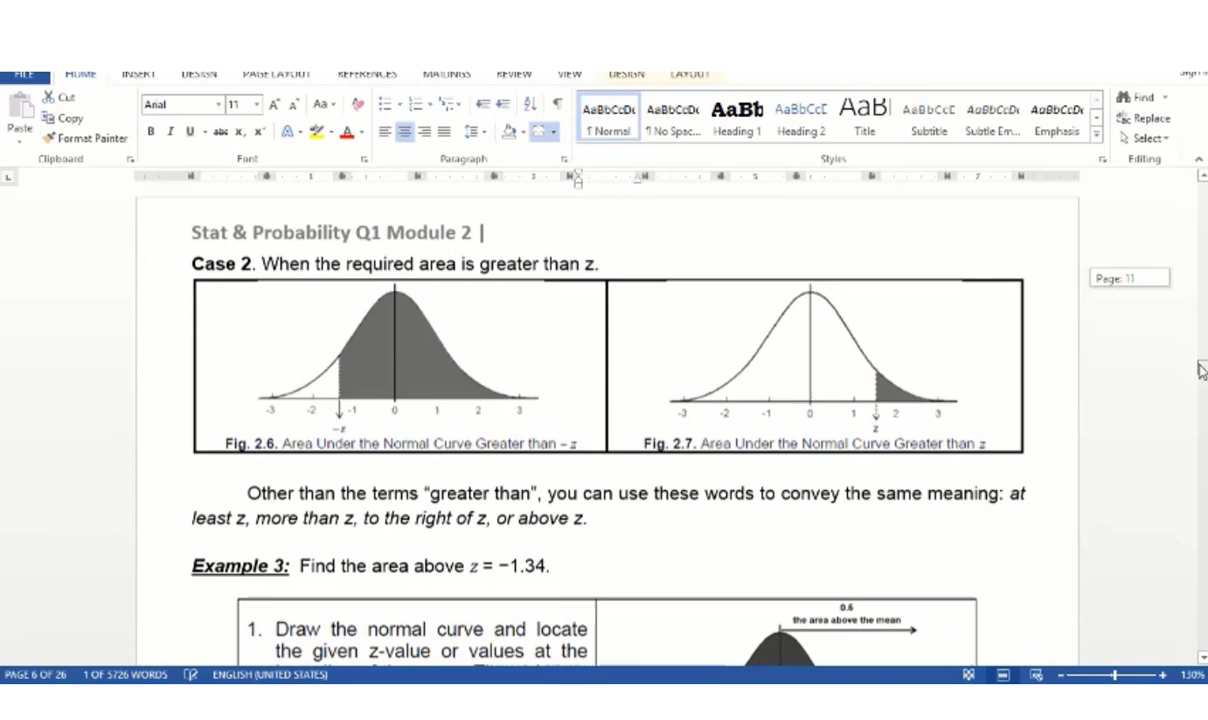 FILE HOME INSERT DESIGN PAGE LAYOUT REFERENCES MAILINGS REVIEW VIEW DESIGN LAYOUT
Cut
Copy
Paste
Format Painter
Arial 11
Aa
B I U abc
A
AaBbCcDc AaBbCcDc AaBb AaBbCcD AaB AaBbCcD AaBbCcDc AaBbCcDc
¶ Normal ¶ No Spac... Heading 1 Heading 2 Title Subtitle Subtle Em... Emphasis
Find
Replace
Select
Clipboard Font Paragraph Styles Editing
Stat & Probability Q1 Module 2 |
Case 2. When the required area is greater than z.
Page: 11
-3 -2 -1 0 1 2 3
−z
Fig. 2.6. Area Under the Normal Curve Greater than − z
-3 -2 -1 0 1 2 3
z
Fig. 2.7. Area Under the Normal Curve Greater than z
Other than the terms “greater than”, you can use these words to convey the same meaning: at
least z, more than z, to the right of z, or above z.
Example 3: Find the area above z = −1.34.
1. Draw the normal curve and locate
the given z-value or values at the
0.5
the area above the mean
PAGE 6 OF 26 1 OF 5726 WORDS ENGLISH (UNITED STATES) 130%